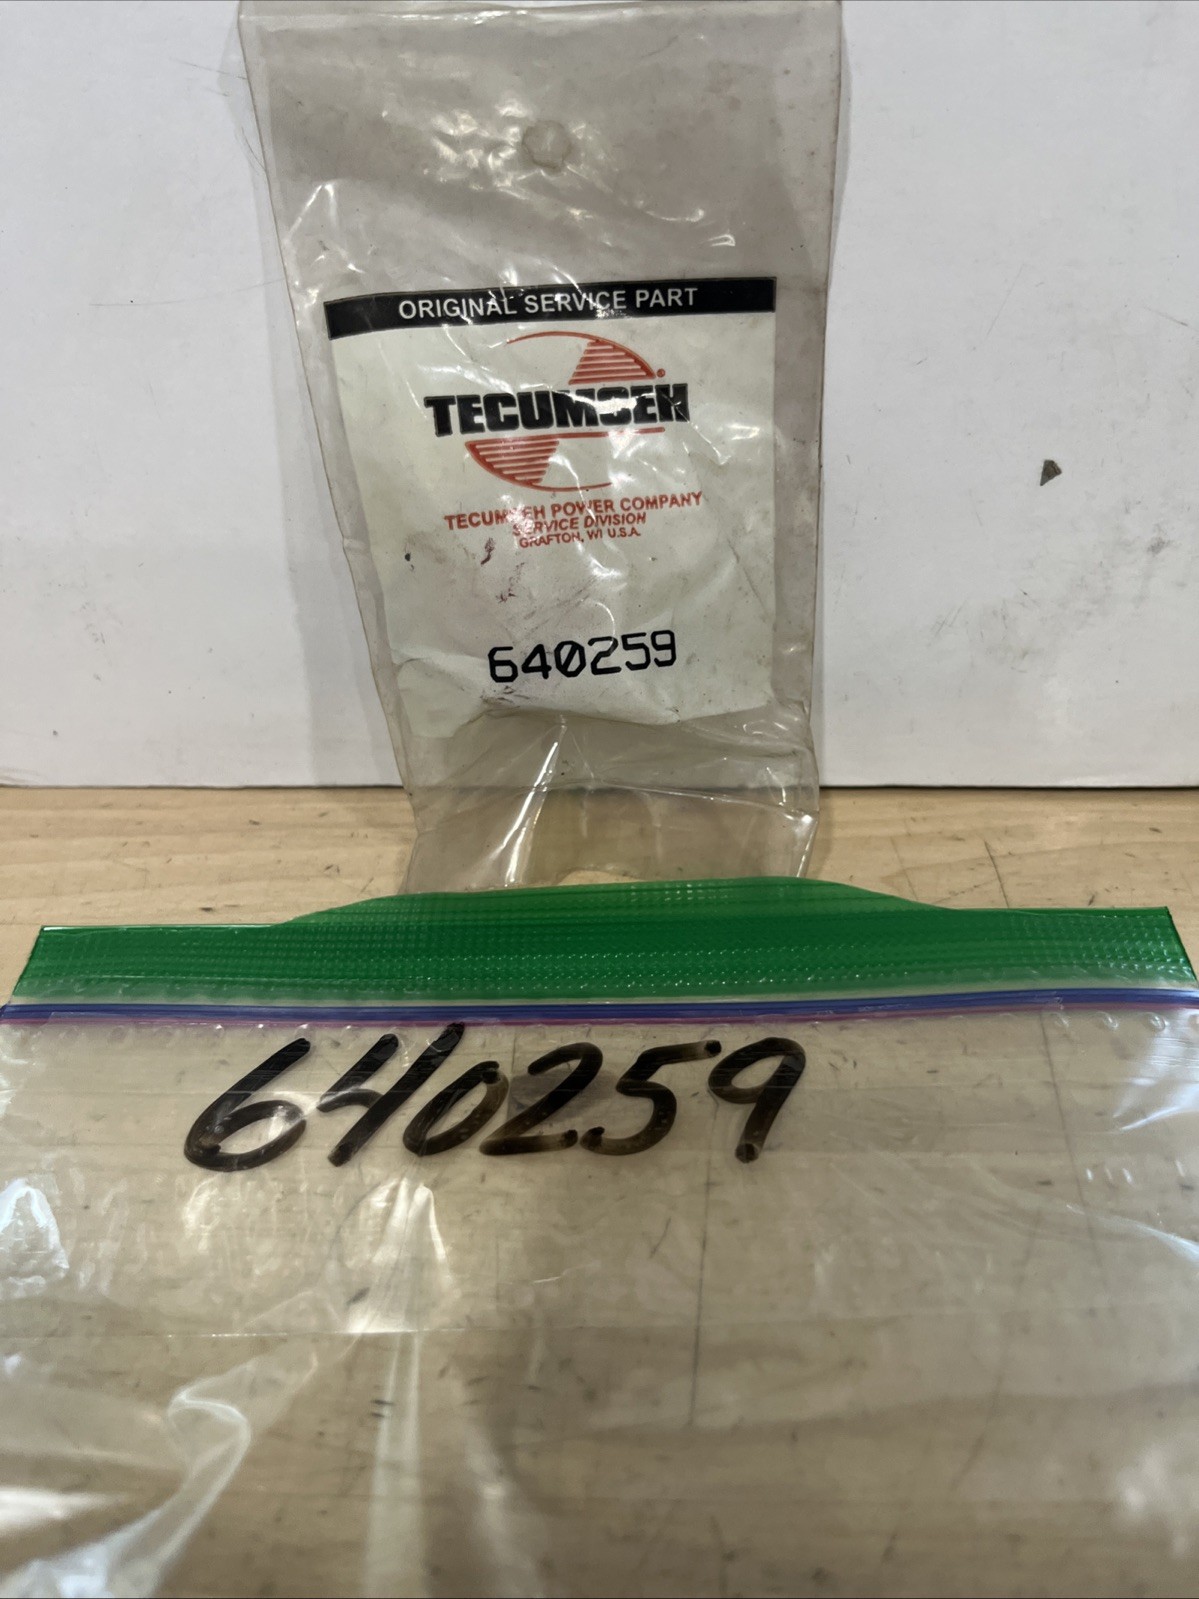 ORIGINAL SERVICE PART
TECUMSEH
TECUMSEH POWER COMPANY
SERVICE DIVISION
GRAFTON, WI U.S.A.
640259
640259